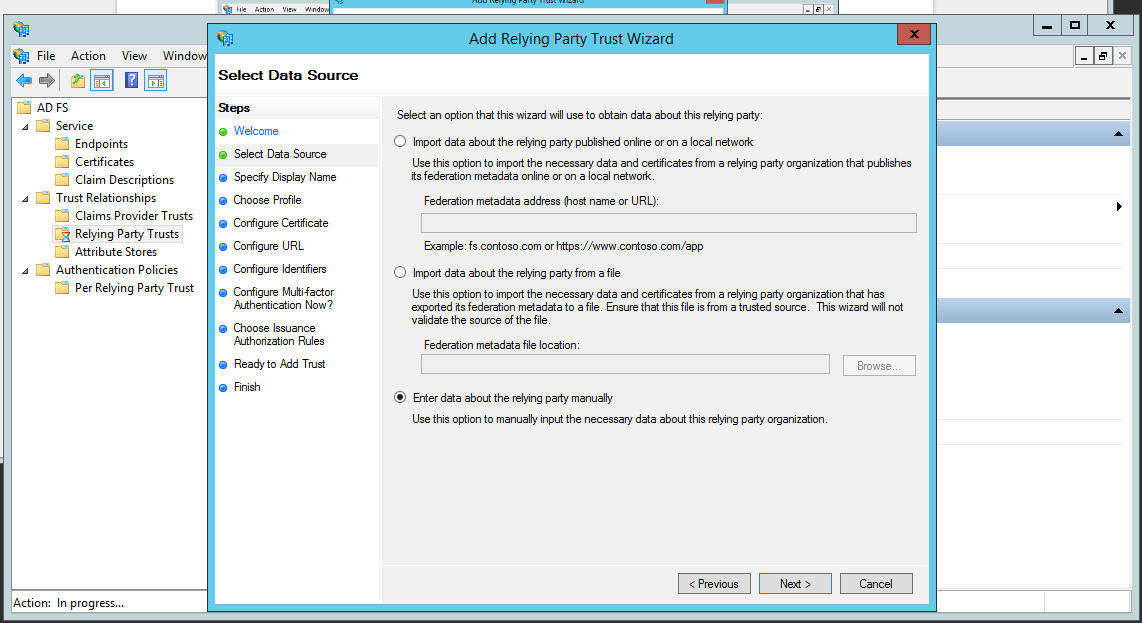 File Action View Window
Add Relying Party Trust Wizard
Add Relying Party Trust Wizard
File Action View Window
Select Data Source
AD FS
Service
Endpoints
Certificates
Claim Descriptions
Trust Relationships
Claims Provider Trusts
Relying Party Trusts
Attribute Stores
Authentication Policies
Per Relying Party Trust
Action: In progress...
Steps
Welcome
Select Data Source
Specify Display Name
Choose Profile
Configure Certificate
Configure URL
Configure Identifiers
Configure Multi-factor
Authentication Now?
Choose Issuance
Authorization Rules
Ready to Add Trust
Finish
Select an option that this wizard will use to obtain data about this relying party:
Import data about the relying party published online or on a local network
Use this option to import the necessary data and certificates from a relying party organization that publishes
its federation metadata online or on a local network.
Federation metadata address (host name or URL):
Example: fs.contoso.com or https://www.contoso.com/app
Import data about the relying party from a file
Use this option to import the necessary data and certificates from a relying party organization that has
exported its federation metadata to a file. Ensure that this file is from a trusted source. This wizard will not
validate the source of the file.
Federation metadata file location:
Browse...
Enter data about the relying party manually
Use this option to manually input the necessary data about this relying party organization.
< Previous
Next >
Cancel